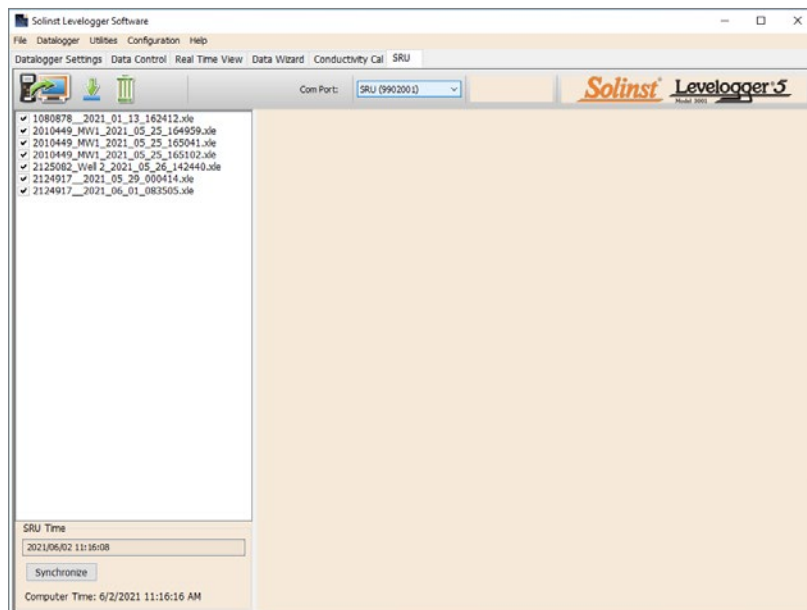 Solinst Levelogger Software
File Datalogger Utilities Configuration Help
Datalogger Settings Data Control Real Time View Data Wizard Conductivity Cal SRU
Com Port: SRU (9902001)
Solinst Levelogger 5
Model 3001
1080878__2021_01_13_162412.xle
2010449_MW1_2021_05_25_164959.xle
2010449_MW1_2021_05_25_165041.xle
2010449_MW1_2021_05_25_165102.xle
2125082_Well 2_2021_05_26_142440.xle
2124917__2021_05_29_000414.xle
2124917__2021_06_01_083505.xle
SRU Time
2021/06/02 11:16:08
Synchronize
Computer Time: 6/2/2021 11:16:16 AM